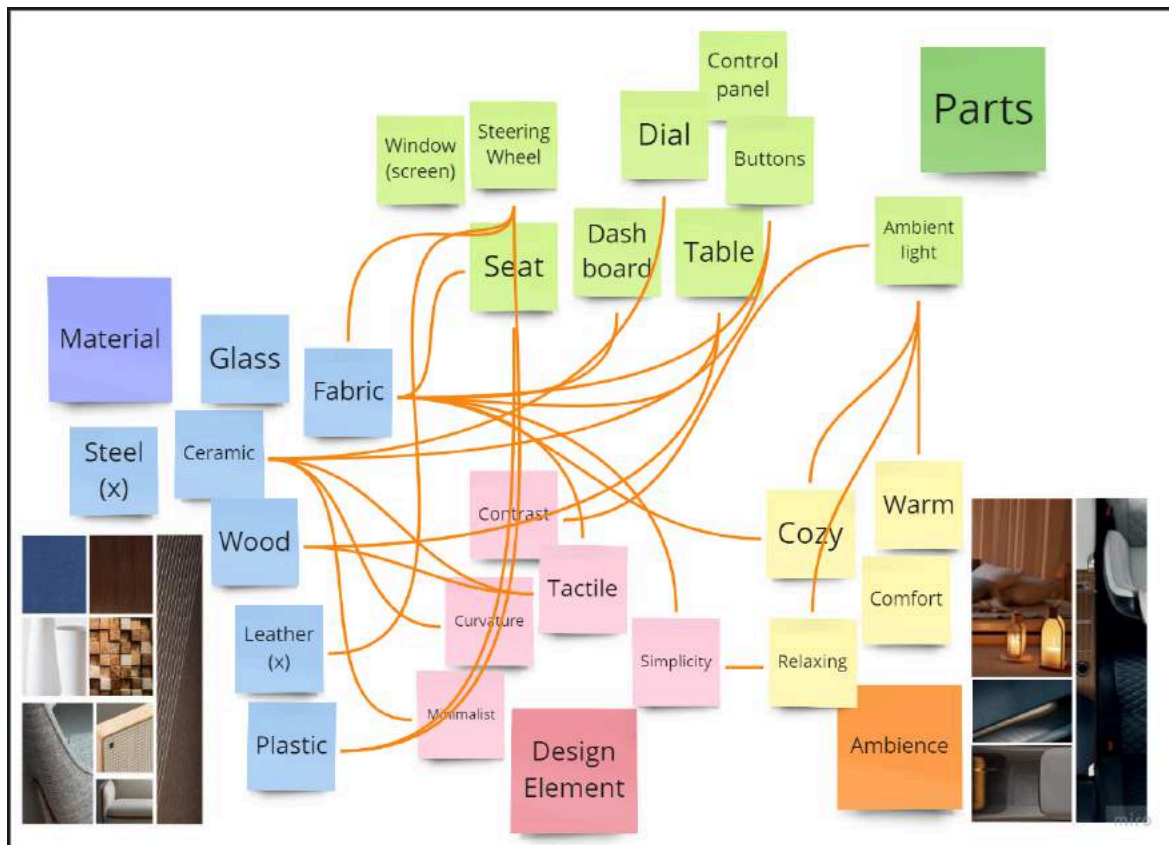 Control
panel
Parts
Dial
Steering
Wheel
Window
(screen)
Buttons
Ambient
light
Dash
board
Table
Seat
Material
Glass
Fabric
Steel
(x)
Ceramic
Wood
Contrast
Cozy
Warm
Tactile
Comfort
Curvature
Leather
(x)
Simplicity
Relaxing
Minimalist
Plastic
Design
Element
Ambience
miro